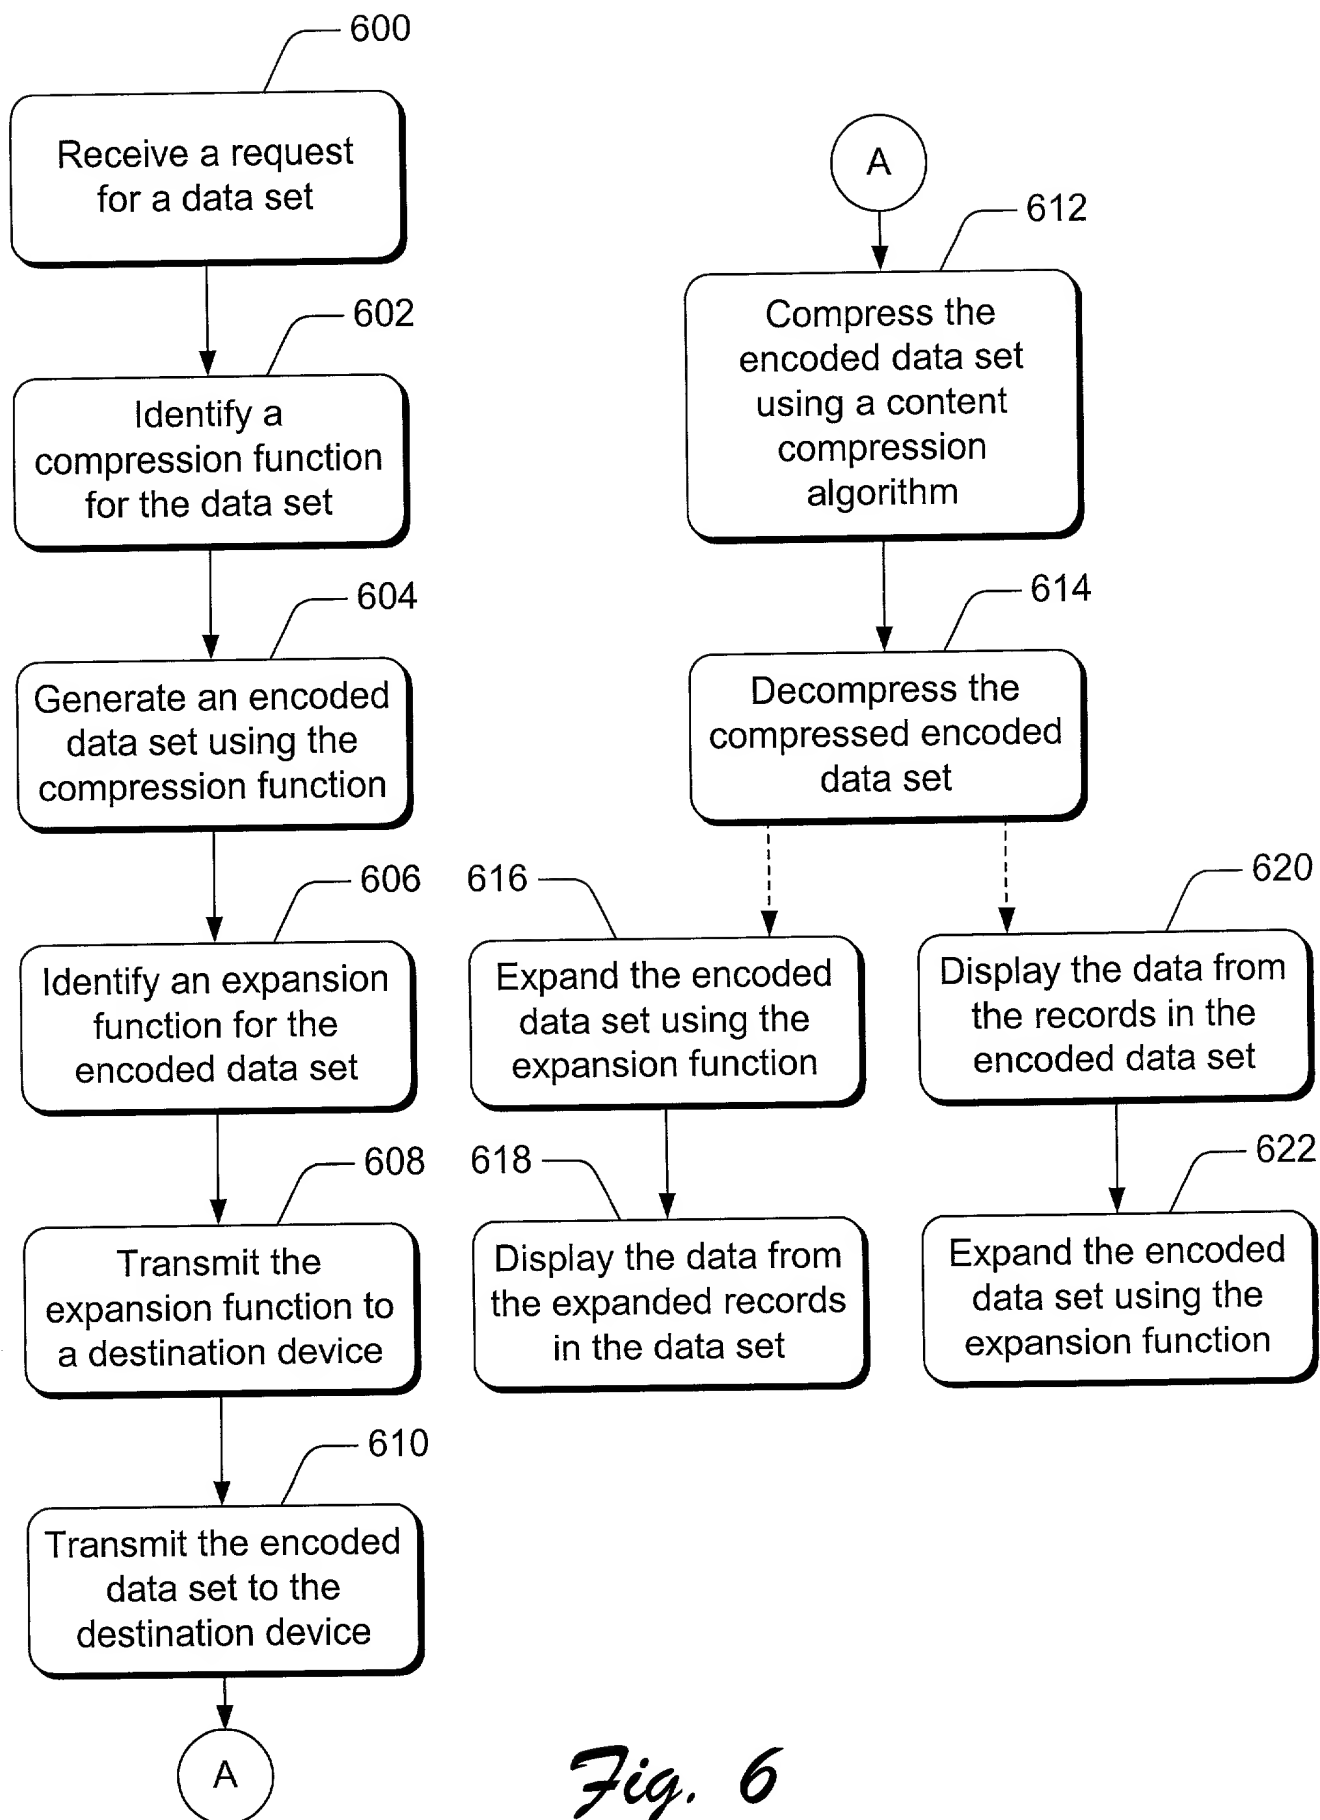 600
Receive a request
for a data set
602
Identify a
compression function
for the data set
604
Generate an encoded
data set using the
compression function
606
Identify an expansion
function for the
encoded data set
608
Transmit the
expansion function to
a destination device
610
Transmit the encoded
data set to the
destination device
A
A
612
Compress the
encoded data set
using a content
compression
algorithm
614
Decompress the
compressed encoded
data set
616
Expand the encoded
data set using the
expansion function
618
Display the data from
the expanded records
in the data set
620
Display the data from
the records in the
encoded data set
622
Expand the encoded
data set using the
expansion function
Fig. 6